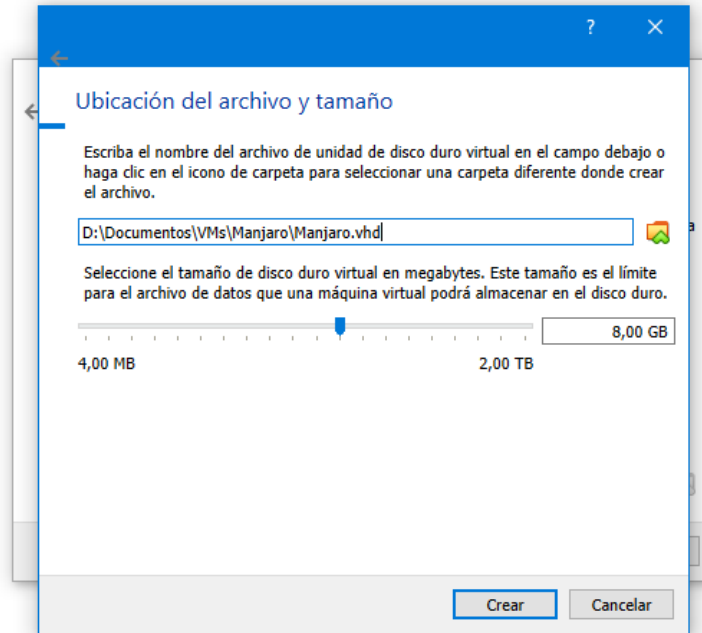 ?
Ubicación del archivo y tamaño
Escriba el nombre del archivo de unidad de disco duro virtual en el campo debajo o
haga clic en el icono de carpeta para seleccionar una carpeta diferente donde crear
el archivo.
D:\Documentos\VMs\Manjaro\Manjaro.vhd
a
Seleccione el tamaño de disco duro virtual en megabytes. Este tamaño es el límite
para el archivo de datos que una máquina virtual podrá almacenar en el disco duro.
8,00 GB
4,00 MB 2,00 TB
Crear Cancelar